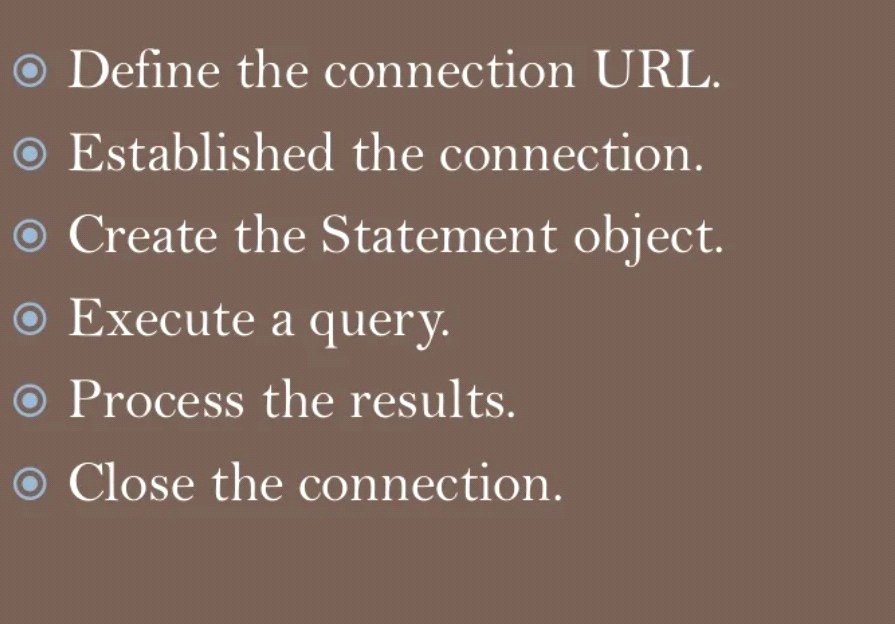 Define the connection URL.
Established the connection.
Create the Statement object.
Execute a query.
Process the results.
Close the connection.